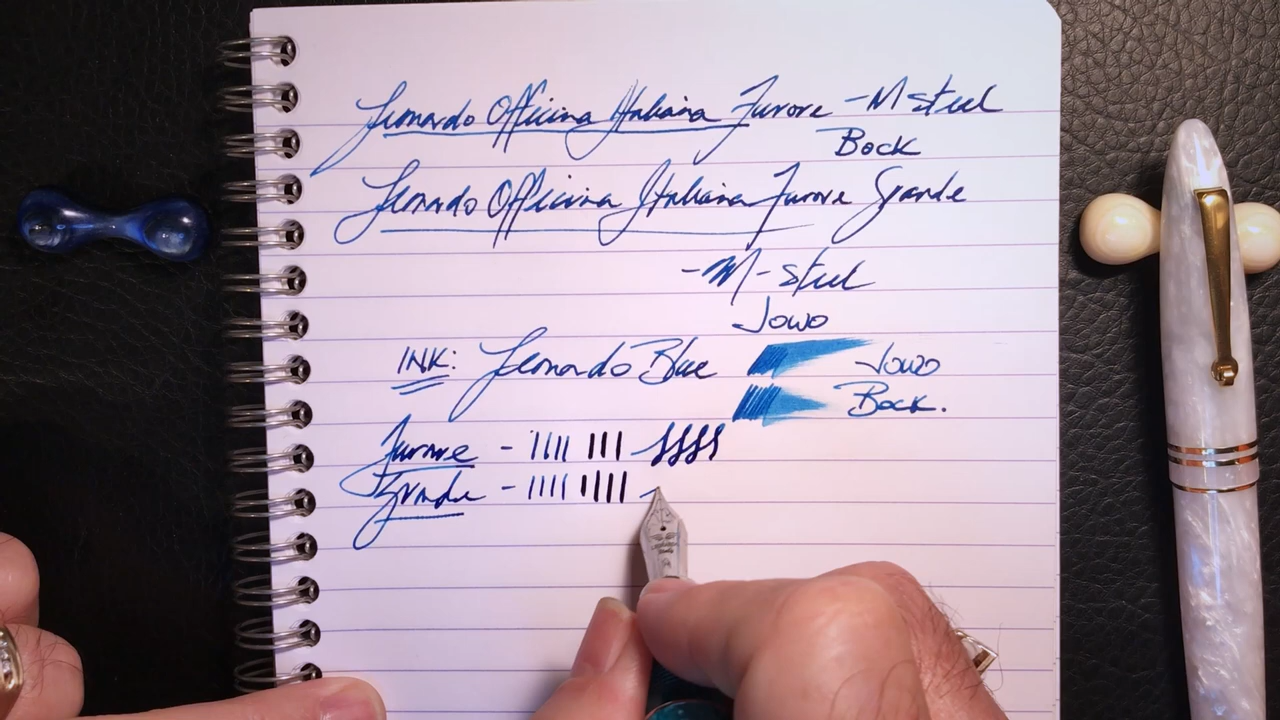 Leonardo Officina Italiana Furore - M Steel
Bock
Leonardo Officina Italiana Furore Grande
- M - Steel
Jowo
INK: Leonardo Blue Jowo
Bock.
Furore -
Grande -